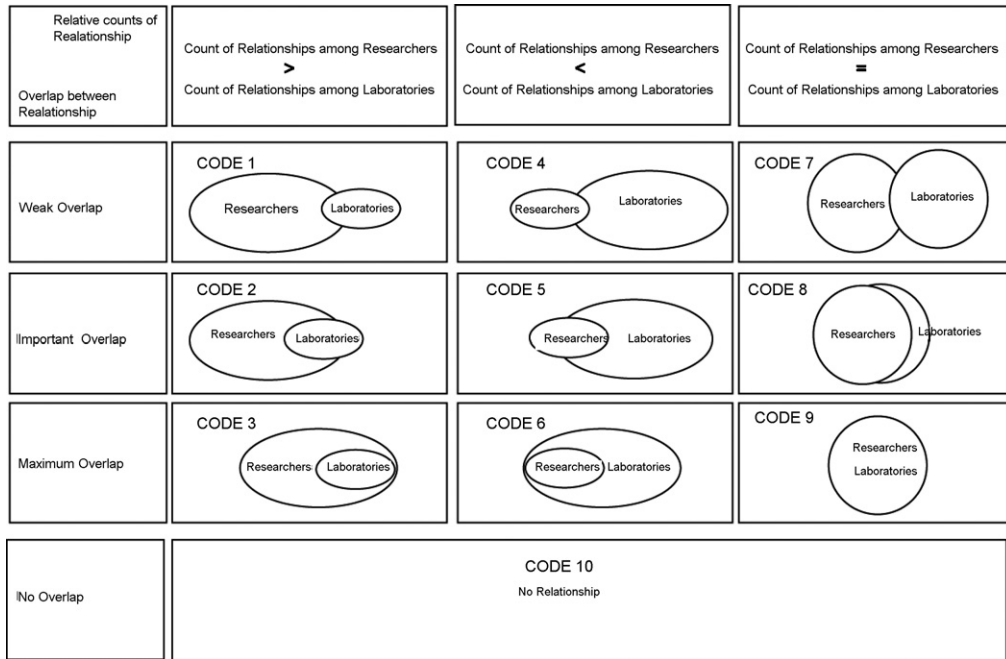 Relative counts of
Realationship
Overlap between
Realationship
Count of Relationships among Researchers
>
Count of Relationships among Laboratories
Count of Relationships among Researchers
<
Count of Relationships among Laboratories
Count of Relationships among Researchers
=
Count of Relationships among Laboratories
Weak Overlap
CODE 1
Researchers
Laboratories
CODE 4
Researchers
Laboratories
CODE 7
Researchers
Laboratories
Important Overlap
CODE 2
Researchers
Laboratories
CODE 5
Researchers
Laboratories
CODE 8
Researchers
Laboratories
Maximum Overlap
CODE 3
Researchers
Laboratories
CODE 6
Researchers
Laboratories
CODE 9
Researchers
Laboratories
No Overlap
CODE 10
No Relationship